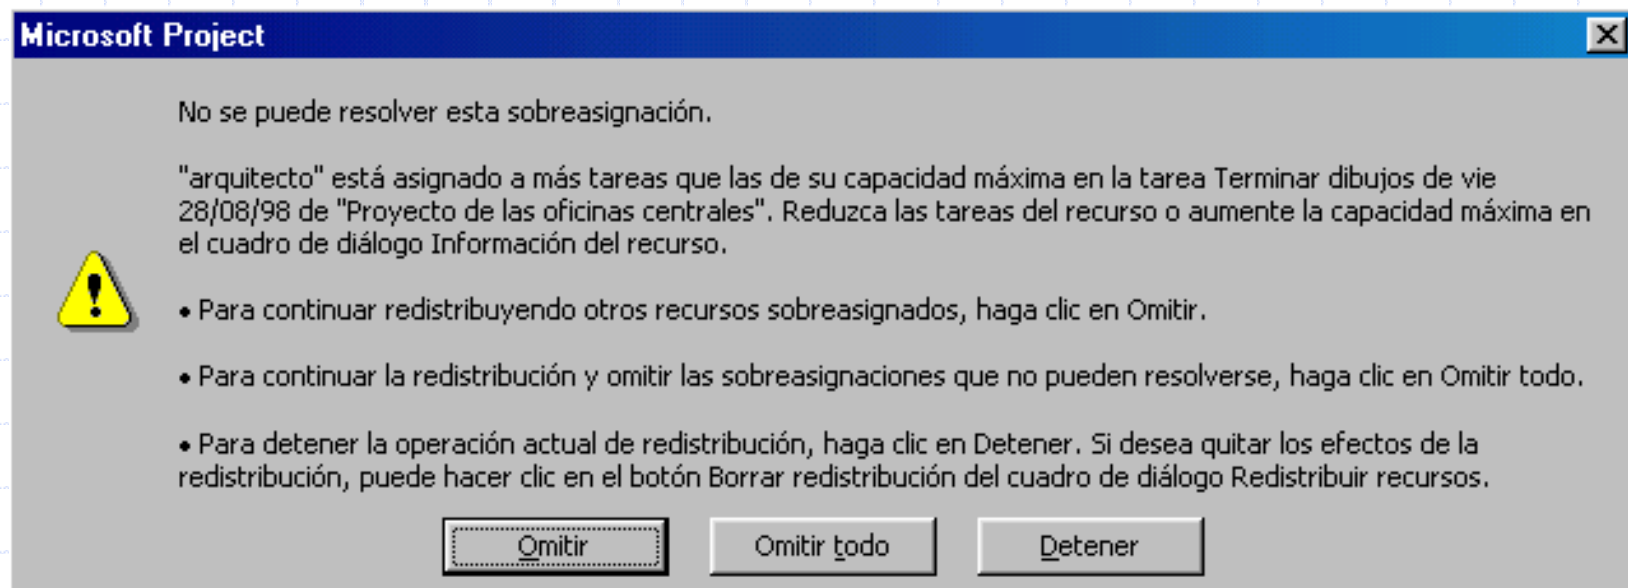 Microsoft Project
No se puede resolver esta sobreasignación.
"arquitecto" está asignado a más tareas que las de su capacidad máxima en la tarea Terminar dibujos de vie
28/08/98 de "Proyecto de las oficinas centrales". Reduzca las tareas del recurso o aumente la capacidad máxima en
el cuadro de diálogo Información del recurso.
• Para continuar redistribuyendo otros recursos sobreasignados, haga clic en Omitir.
• Para continuar la redistribución y omitir las sobreasignaciones que no pueden resolverse, haga clic en Omitir todo.
• Para detener la operación actual de redistribución, haga clic en Detener. Si desea quitar los efectos de la
redistribución, puede hacer clic en el botón Borrar redistribución del cuadro de diálogo Redistribuir recursos.
Omitir Omitir todo Detener